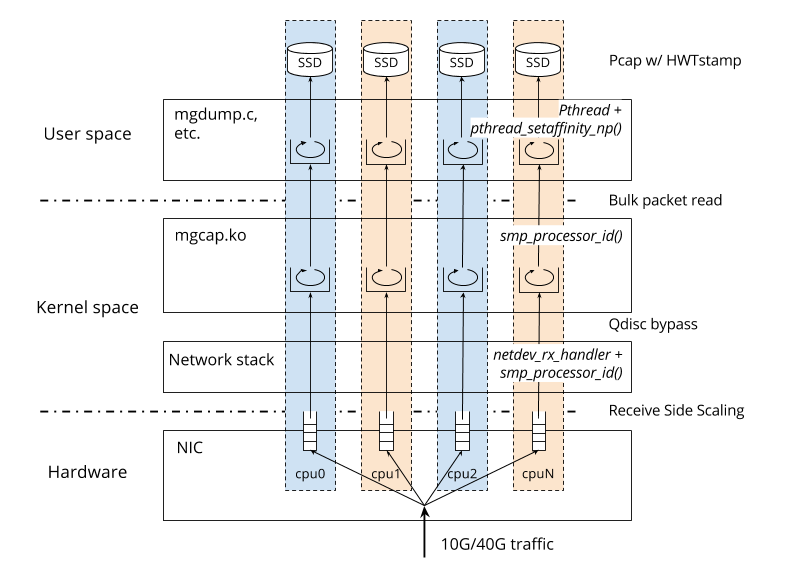 SSD SSD SSD SSD
Pcap w/ HWTstamp
User space
mgdump.c,
etc.
Pthread +
pthread_setaffinity_np()
Bulk packet read
mgcap.ko
smp_processor_id()
Kernel space
Qdisc bypass
Network stack
netdev_rx_handler +
smp_processor_id()
Receive Side Scaling
Hardware
NIC
cpu0 cpu1 cpu2 cpuN
10G/40G traffic